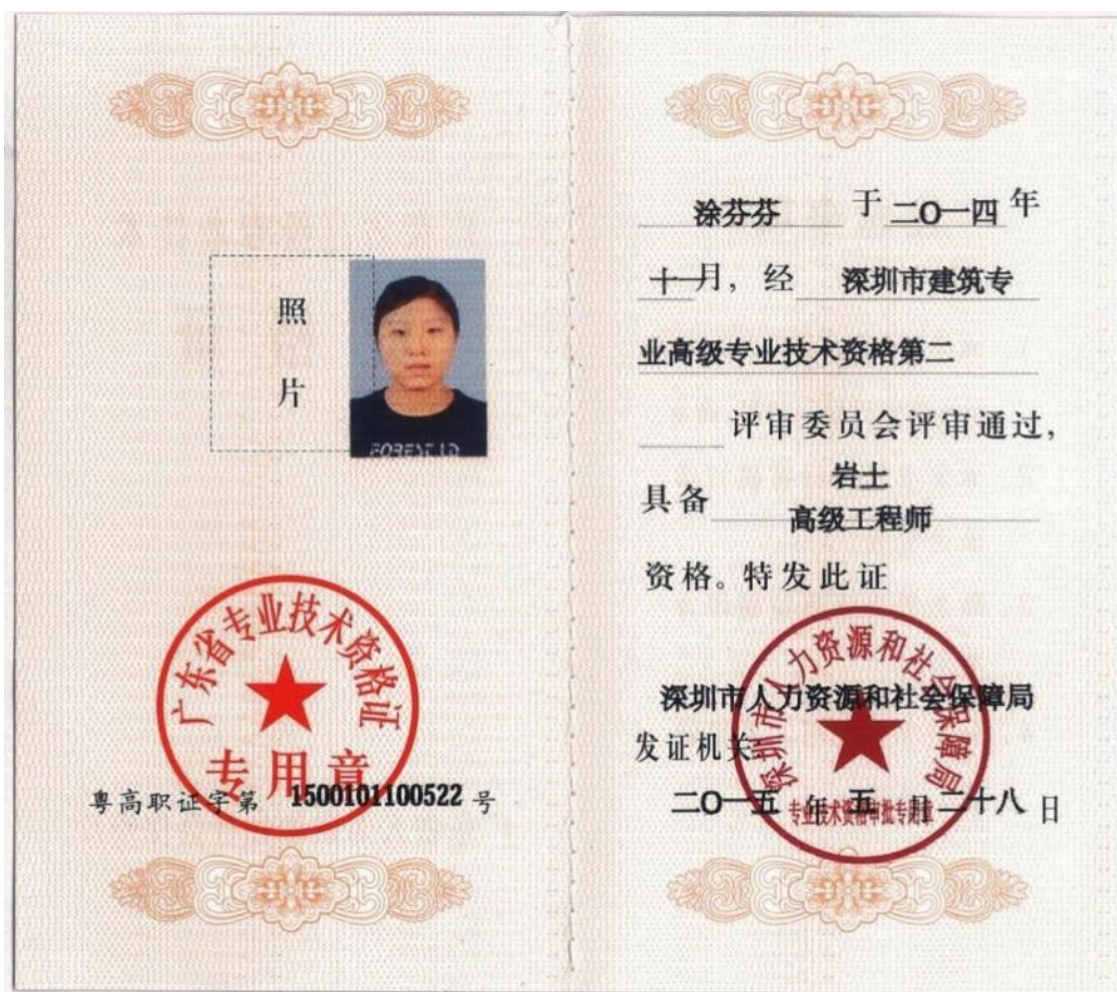 照
片
FOREST LD
广东省专业技术资格证
专用章
粤高职证字第 1500101100522 号
涂芬芬 于 二O一四 年
十一月，经 深圳市建筑专
业高级专业技术资格第二
评审委员会评审通过，
具备 岩土
高级工程师
资格。特发此证
深圳市人力资源和社会保障局
发证机关
深圳市人力资源和社会保障局
专业技术资格审批专用章
二O一五 年 五 月 二十八 日